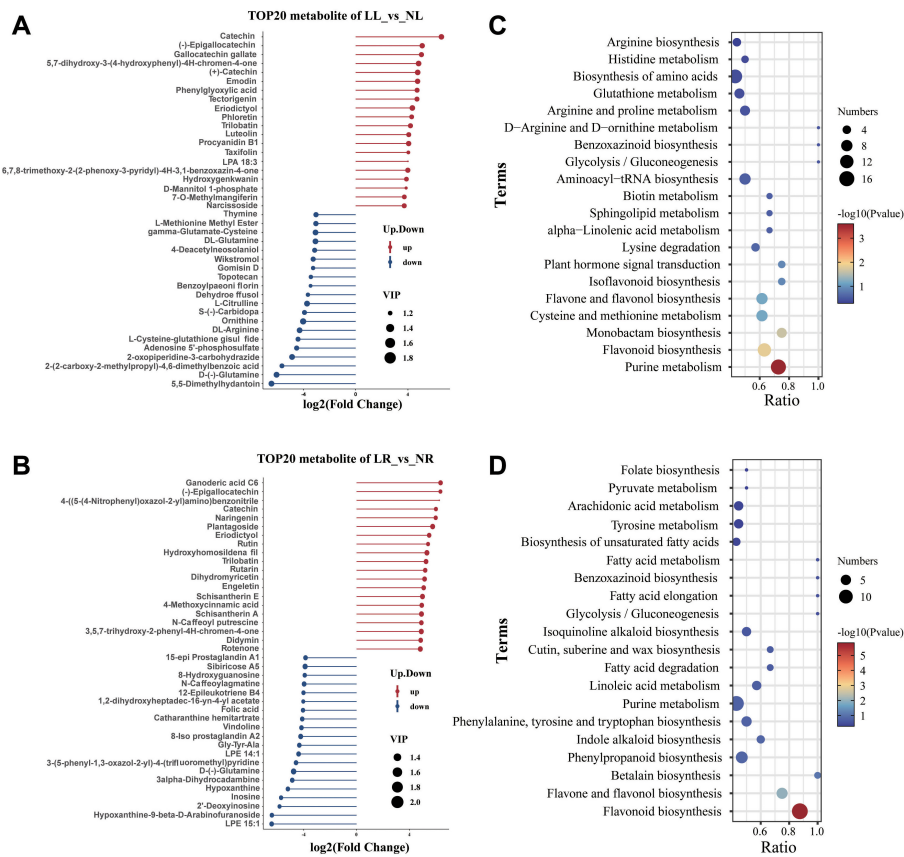 A
TOP20 metabolite of LL_vs_NL
Catechin
(-)-Epigallocatechin
Gallocatechin gallate
5,7-dihydroxy-3-(4-hydroxyphenyl)-4H-chromen-4-one
(+)-Catechin
Emodin
Phenylglyoxylic acid
Tectorigenin
Eriodictyol
Phloretin
Trilobatin
Luteolin
Procyanidin B1
Taxifolin
LPA 18:3
6,7,8-trimethoxy-2-(2-phenoxy-3-pyridyl)-4H-3,1-benzoxazin-4-one
Hydroxygenkwanin
D-Mannitol 1-phosphate
7-O-Methylmangiferin
Narcissoside
Thymine
L-Methionine Methyl Ester
gamma-Glutamate-Cysteine
DL-Glutamine
4-Deacetylneosolaniol
Wikstromol
Gomisin D
Topotecan
Benzoylpaeoni florin
Dehydroe ffusol
L-Citrulline
S-(-)-Carbidopa
Ornithine
DL-Arginine
L-Cysteine-glutathione gisul fide
Adenosine 5'-phosphosulfate
2-oxopiperidine-3-carbohydrazide
2-(2-carboxy-2-methylpropyl)-4,6-dimethylbenzoic acid
D-(-)-Glutamine
5,5-Dimethylhydantoin
Up.Down
up
down
VIP
1.2
1.4
1.6
1.8
-4 0 4
log2(Fold Change)
C
Terms
Arginine biosynthesis
Histidine metabolism
Biosynthesis of amino acids
Glutathione metabolism
Arginine and proline metabolism
D−Arginine and D−ornithine metabolism
Benzoxazinoid biosynthesis
Glycolysis / Gluconeogenesis
Aminoacyl−tRNA biosynthesis
Biotin metabolism
Sphingolipid metabolism
alpha−Linolenic acid metabolism
Lysine degradation
Plant hormone signal transduction
Isoflavonoid biosynthesis
Flavone and flavonol biosynthesis
Cysteine and methionine metabolism
Monobactam biosynthesis
Flavonoid biosynthesis
Purine metabolism
0.6 0.8 1.0
Ratio
Numbers
4
8
12
16
-log10(Pvalue)
3
2
1
B
TOP20 metabolite of LR_vs_NR
Ganoderic acid C6
(-)-Epigallocatechin
4-((5-(4-Nitrophenyl)oxazol-2-yl)amino)benzonitrile
Catechin
Naringenin
Plantagoside
Eriodictyol
Rutin
Hydroxyhomosildena fil
Trilobatin
Rutarin
Dihydromyricetin
Engeletin
Schisantherin E
4-Methoxycinnamic acid
Schisantherin A
N-Caffeoyl putrescine
3,5,7-trihydroxy-2-phenyl-4H-chromen-4-one
Didymin
Rotenone
15-epi Prostaglandin A1
Sibiricose A5
8-Hydroxyguanosine
N-Caffeoylagmatine
12-Epileukotriene B4
1,2-dihydroxyheptadec-16-yn-4-yl acetate
Folic acid
Catharanthine hemitartrate
Vindoline
8-Iso prostaglandin A2
Gly-Tyr-Ala
LPE 14:1
3-(5-phenyl-1,3-oxazol-2-yl)-4-(trifluoromethyl)pyridine
D-(-)-Glutamine
3alpha-Dihydrocadambine
Hypoxanthine
Inosine
2'-Deoxyinosine
Hypoxanthine-9-beta-D-Arabinofuranoside
LPE 15:1
Up.Down
up
down
VIP
1.4
1.6
1.8
2.0
-4 0 4
log2(Fold Change)
D
Terms
Folate biosynthesis
Pyruvate metabolism
Arachidonic acid metabolism
Tyrosine metabolism
Biosynthesis of unsaturated fatty acids
Fatty acid metabolism
Benzoxazinoid biosynthesis
Fatty acid elongation
Glycolysis / Gluconeogenesis
Isoquinoline alkaloid biosynthesis
Cutin, suberine and wax biosynthesis
Fatty acid degradation
Linoleic acid metabolism
Purine metabolism
Phenylalanine, tyrosine and tryptophan biosynthesis
Indole alkaloid biosynthesis
Phenylpropanoid biosynthesis
Betalain biosynthesis
Flavone and flavonol biosynthesis
Flavonoid biosynthesis
0.6 0.8 1.0
Ratio
Numbers
5
10
-log10(Pvalue)
5
4
3
2
1